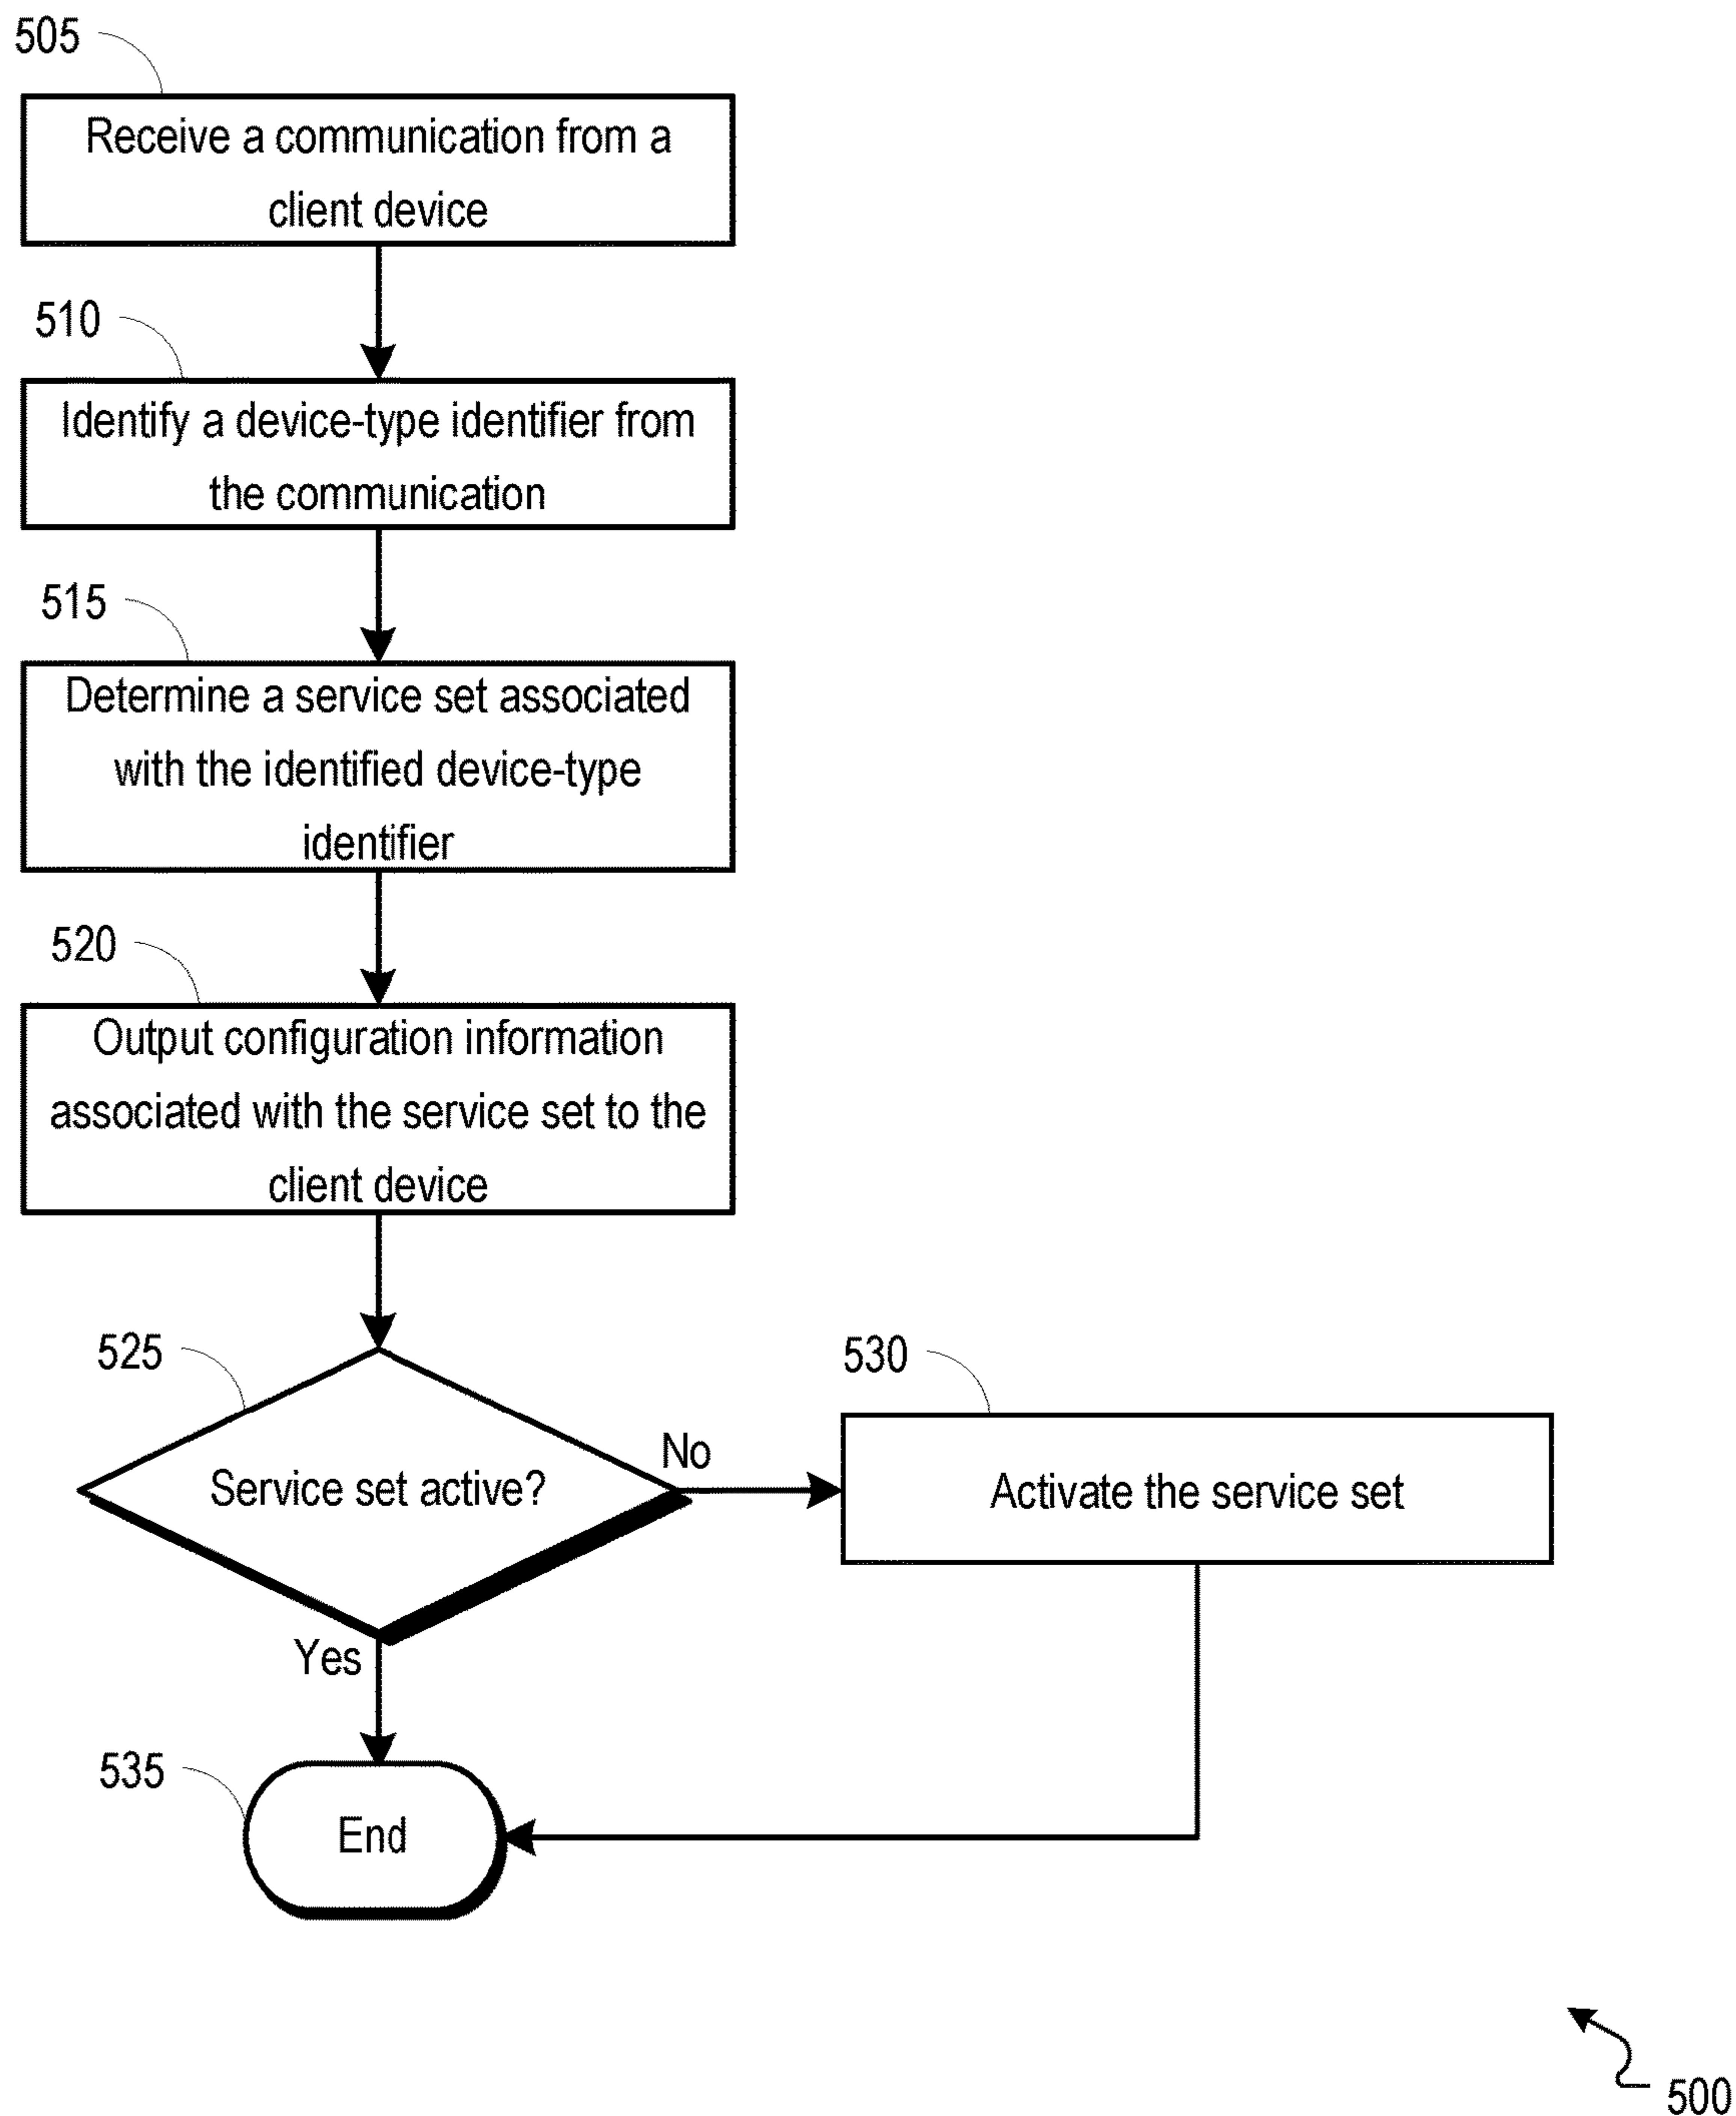 505
Receive a communication from a
client device
510
Identify a device-type identifier from
the communication
515
Determine a service set associated
with the identified device-type
identifier
520
Output configuration information
associated with the service set to the
client device
525
Service set active?
No
530
Activate the service set
Yes
535
End
500